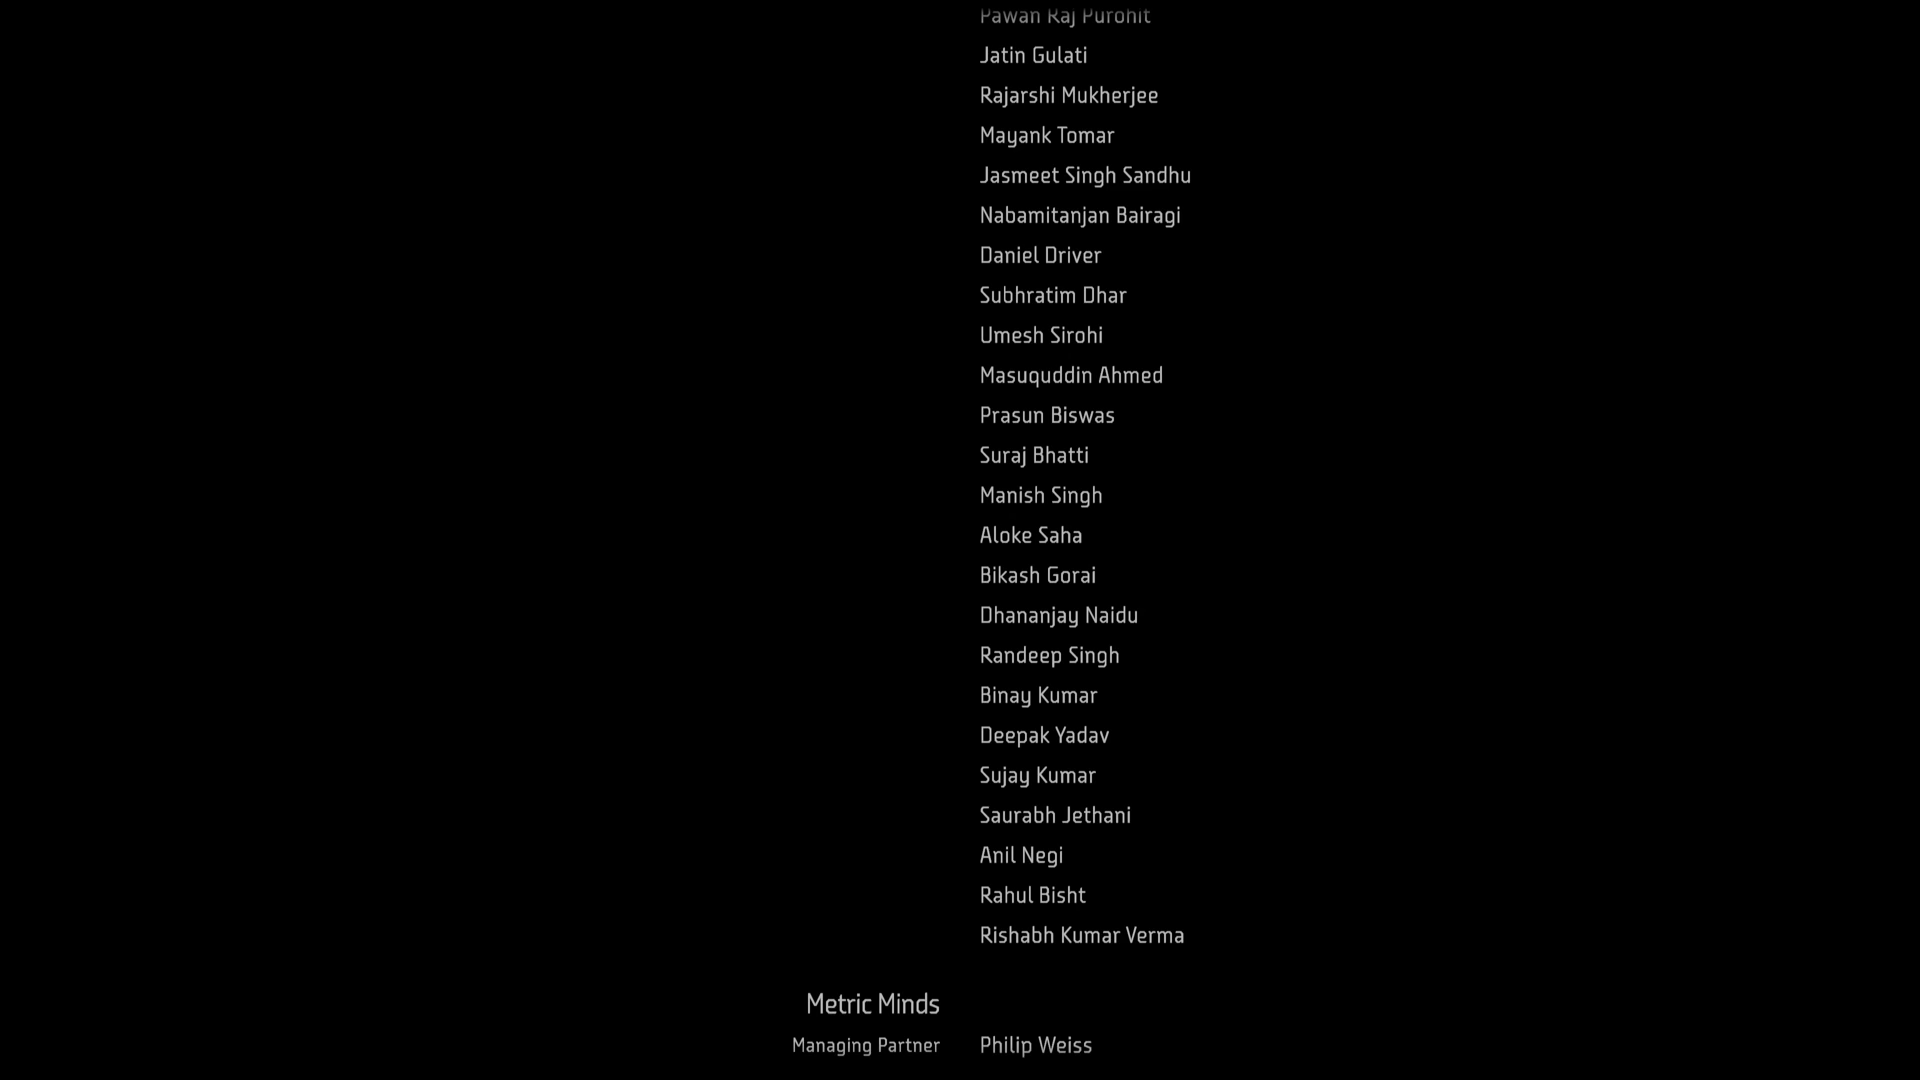 Pawan Raj Purohit
Jatin Gulati
Rajarshi Mukherjee
Mayank Tomar
Jasmeet Singh Sandhu
Nabamitanjan Bairagi
Daniel Driver
Subhratim Dhar
Umesh Sirohi
Masuquddin Ahmed
Prasun Biswas
Suraj Bhatti
Manish Singh
Aloke Saha
Bikash Gorai
Dhananjay Naidu
Randeep Singh
Binay Kumar
Deepak Yadav
Sujay Kumar
Saurabh Jethani
Anil Negi
Rahul Bisht
Rishabh Kumar Verma
Metric Minds
Managing Partner Philip Weiss